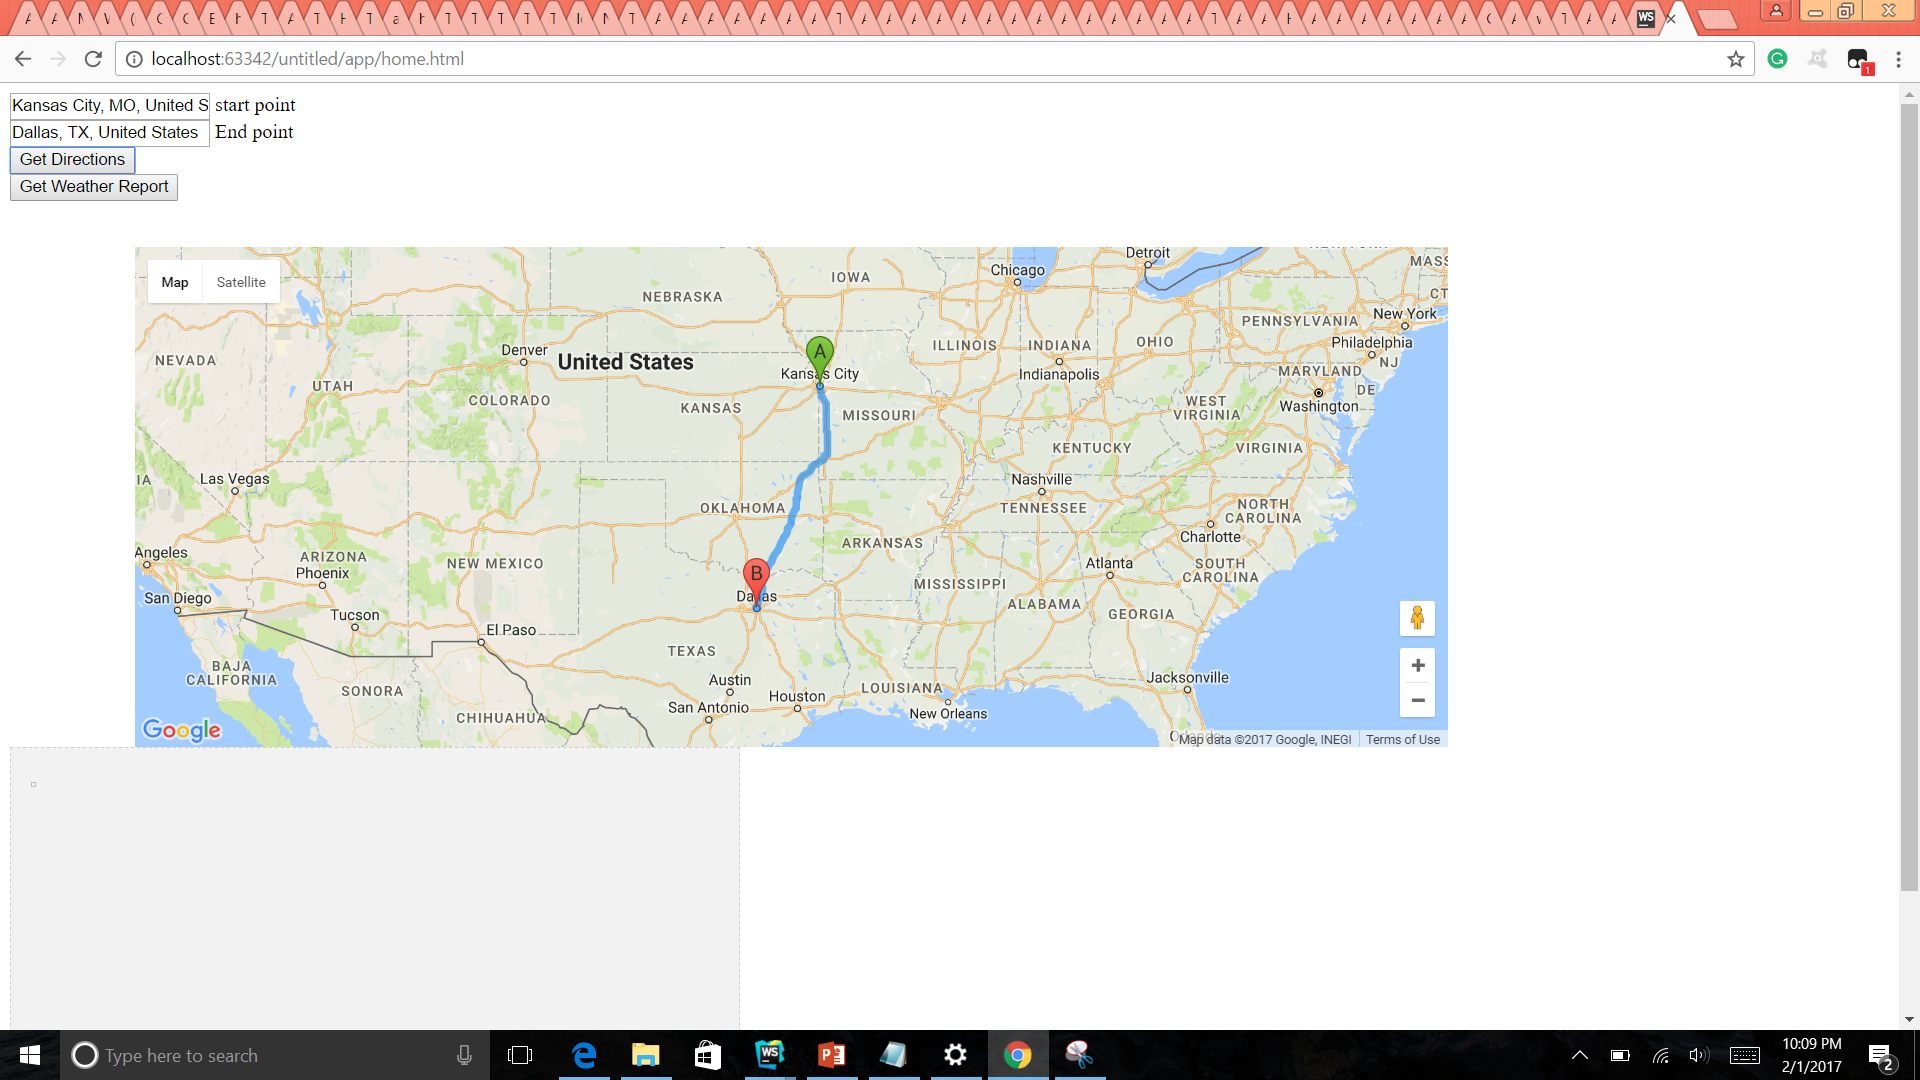 localhost:63342/untitled/app/home.html
Kansas City, MO, United S start point
Dallas, TX, United States End point
Get Directions
Get Weather Report
Map Satellite
Detroit
Chicago
IOWA
MASS
NEBRASKA
CT
New York
PENNSYLVANIA
Philadelphia
NEVADA
Denver
United States
ILLINOIS
INDIANA
OHIO
NJ
A
Kansas City
Indianapolis
MARYLAND
UTAH
DE
COLORADO
KANSAS
MISSOURI
WEST
VIRGINIA
Washington
KENTUCKY
VIRGINIA
IA
Las Vegas
Nashville
OKLAHOMA
TENNESSEE
NORTH
CAROLINA
Charlotte
Angeles
ARIZONA
NEW MEXICO
ARKANSAS
Atlanta
SOUTH
CAROLINA
Phoenix
B
Dallas
MISSISSIPPI
San Diego
ALABAMA
GEORGIA
Tucson
El Paso
TEXAS
BAJA
CALIFORNIA
SONORA
Austin
Houston
LOUISIANA
Jacksonville
San Antonio
New Orleans
CHIHUAHUA
Google
Map data ©2017 Google, INEGI Terms of Use
Type here to search
10:09 PM
2/1/2017
2